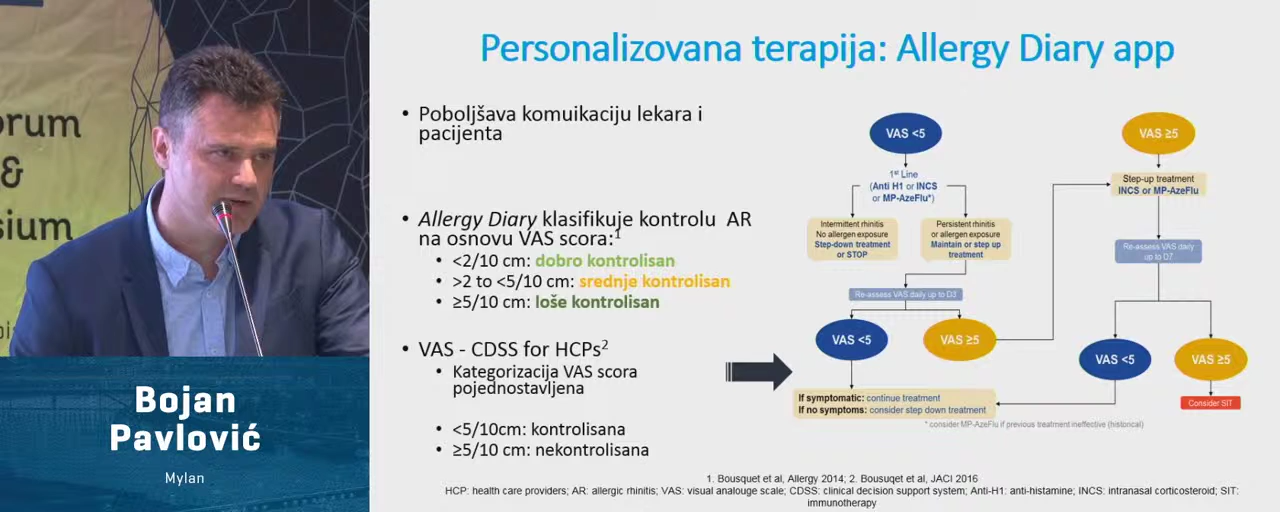 orum
&
sium
Bojan
Pavlović
Mylan
Personalizovana terapija: Allergy Diary app
• Poboljšava komuikaciju lekara i
pacijenta
• Allergy Diary klasifikuje kontrolu AR
na osnovu VAS scora:1
• <2/10 cm: dobro kontrolisan
• >2 to <5/10 cm: srednje kontrolisan
• ≥5/10 cm: loše kontrolisan
• VAS - CDSS for HCPs2
• Kategorizacija VAS scora
pojednostavljena
• <5/10cm: kontrolisana
• ≥5/10 cm: nekontrolisana
VAS <5
1st Line
(Anti H1 or INCS
or MP-AzeFlu*)
Intermittent rhinitis
No allergen exposure
Step-down treatment
or STOP
Persistent rhinitis
or allergen exposure
Maintain or step up
treatment
Re-assess VAS daily up to D3
VAS <5
VAS ≥5
If symptomatic: continue treatment
If no symptoms: consider step down treatment
VAS ≥5
Step-up treatment
INCS or MP-AzeFlu
Re-assess VAS daily
up to D7
VAS <5
VAS ≥5
Consider SIT
* consider MP-AzeFlu if previous treatment ineffective (historical)
1. Bousquet et al, Allergy 2014; 2. Bousuqet et al, JACI 2016
HCP: health care providers; AR: allergic rhinitis; VAS: visual analouge scale; CDSS: clinical decision support system; Anti-H1: anti-histamine; INCS: intranasal corticosteroid; SIT:
immunotherapy